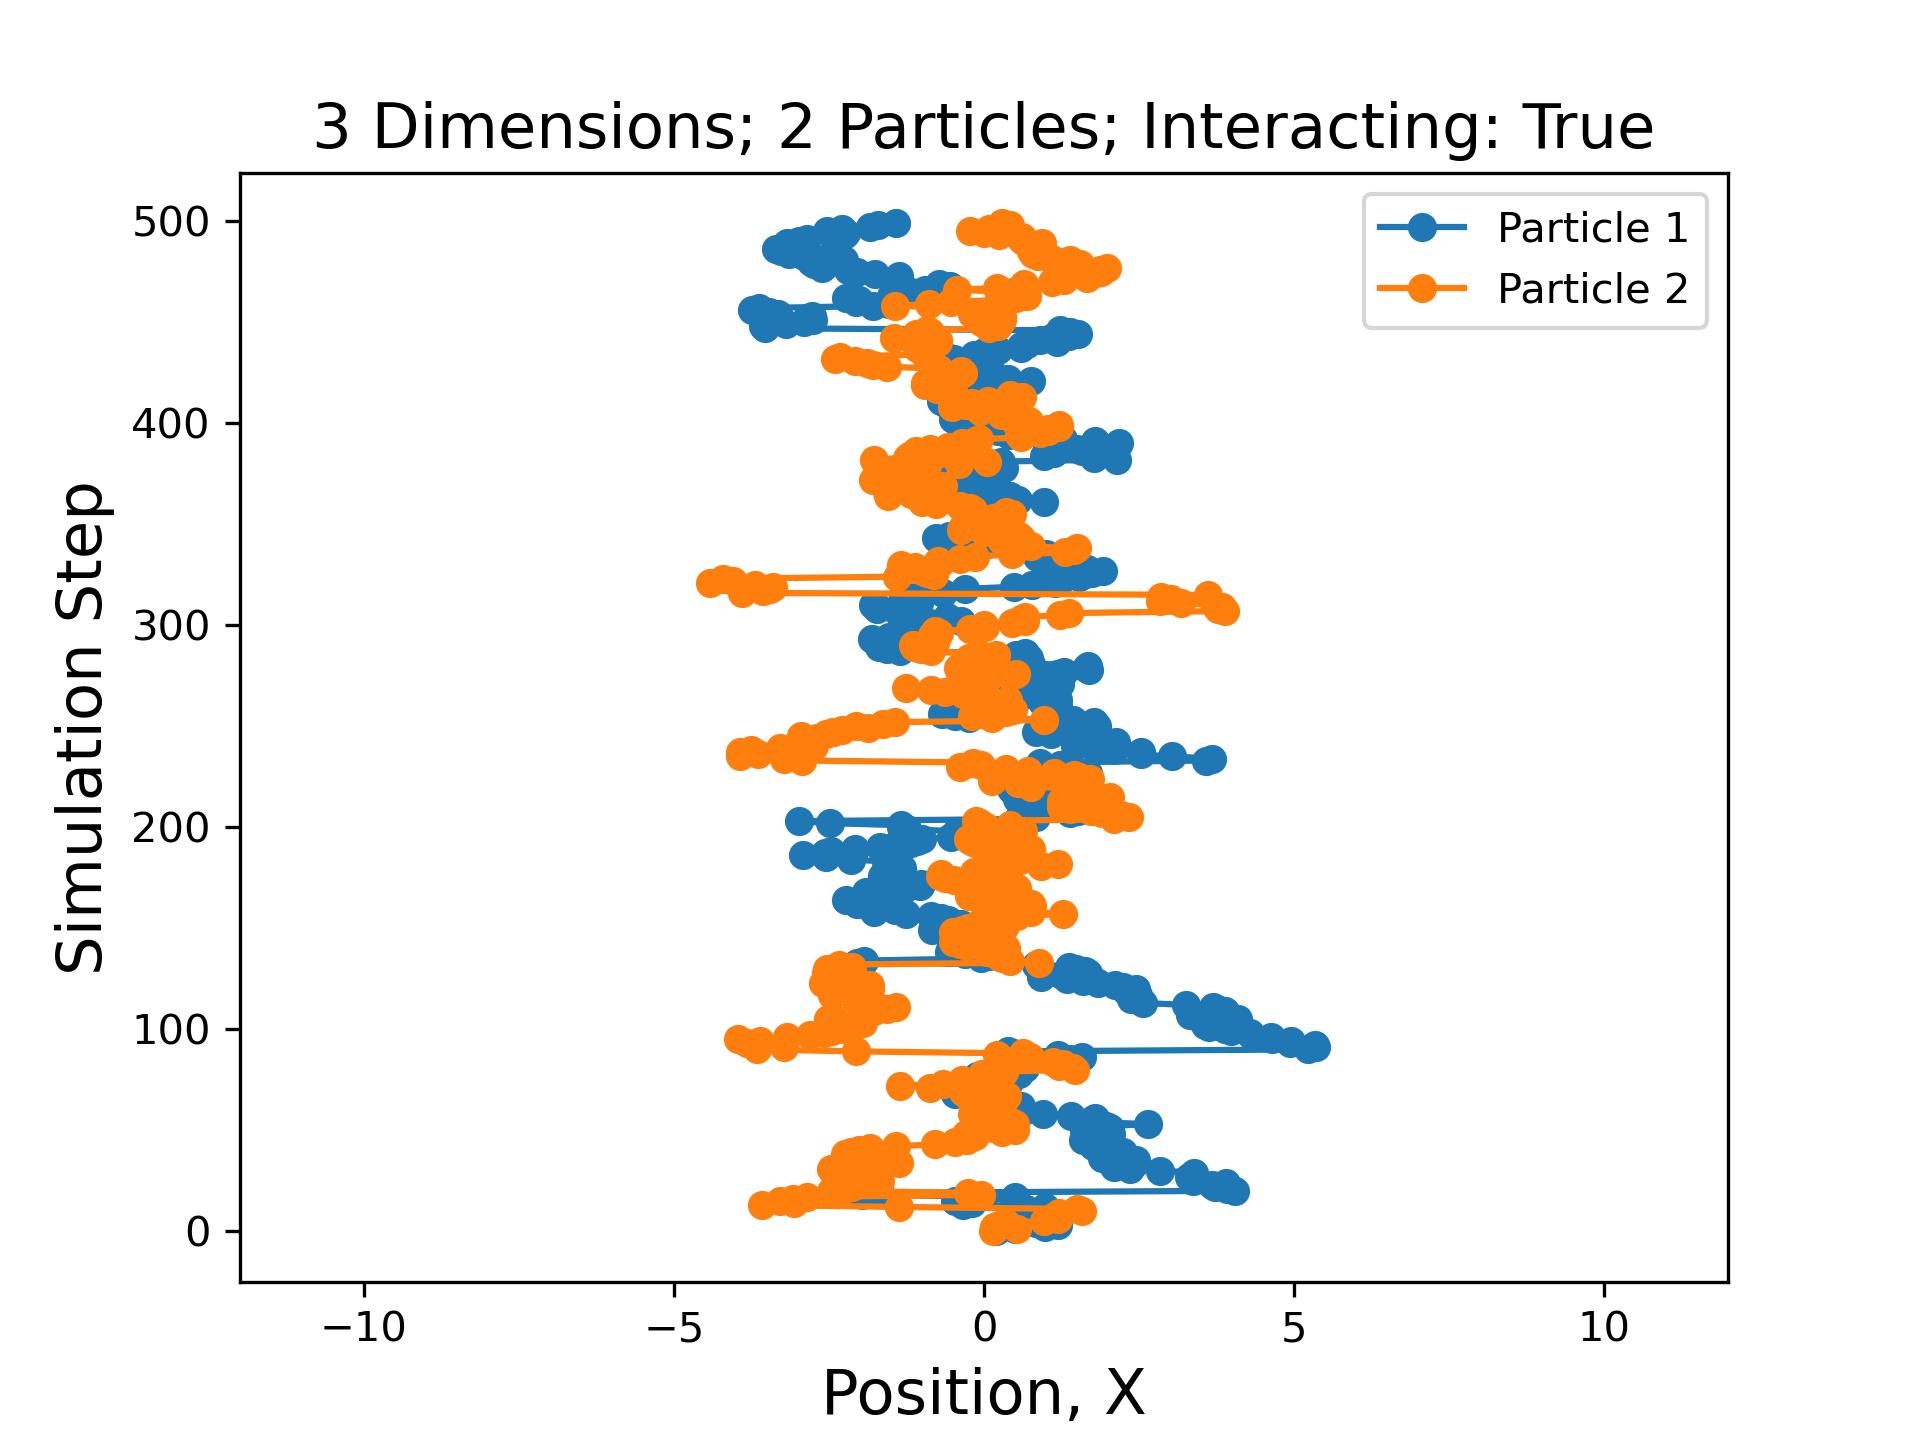 3 Dimensions; 2 Particles; Interacting: True
Particle 1
Particle 2
500
400
300
200
100
0
Simulation Step
−10
−5
0
5
10
Position, X